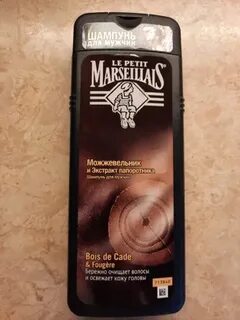 ШАМПУНЬ
ДЛЯ МУЖЧИН
LE PETIT
MARSEILLAIS
Можжевельник
и Экстракт папоротника
Шампунь для мужчин
Bois de Cade
& Fougère
Бережно очищает волосы
и освежает кожу головы